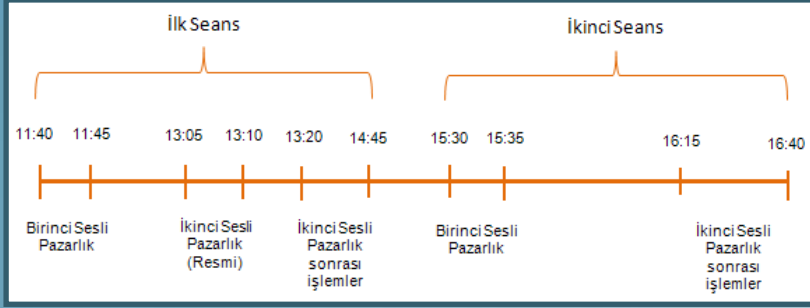 İlk Seans
İkinci Seans
11:40
11:45
13:05
13:10
13:20
14:45
15:30
15:35
16:15
16:40
Birinci Sesli
Pazarlık
İkinci Sesli
Pazarlık
(Resmi)
İkinci Sesli
Pazarlık
sonrası
işlemler
Birinci Sesli
Pazarlık
İkinci Sesli
Pazarlık
sonrası
işlemler